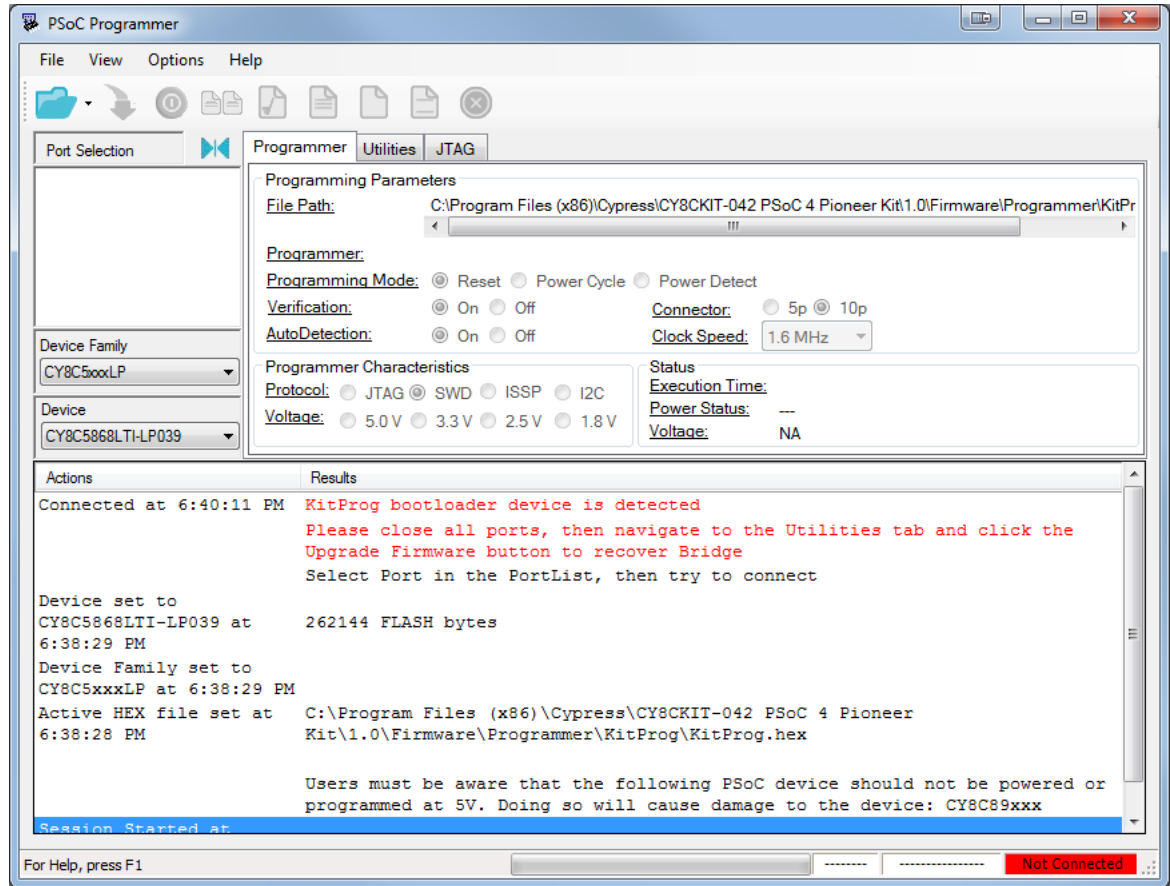 PSoC Programmer
File View Options Help
Port Selection
Programmer Utilities JTAG
Programming Parameters
File Path: C:\Program Files (x86)\Cypress\CY8CKIT-042 PSoC 4 Pioneer Kit\1.0\Firmware\Programmer\KitPr
Programmer:
Programming Mode: Reset Power Cycle Power Detect
Verification: On Off Connector: 5p 10p
AutoDetection: On Off Clock Speed: 1.6 MHz
Device Family
CY8C5xxxLP
Device
CY8C5868LTI-LP039
Programmer Characteristics
Protocol: JTAG SWD ISSP I2C
Voltage: 5.0 V 3.3 V 2.5 V 1.8 V
Status
Execution Time:
Power Status: ---
Voltage: NA
Actions Results
Connected at 6:40:11 PM KitProg bootloader device is detected
Please close all ports, then navigate to the Utilities tab and click the
Upgrade Firmware button to recover Bridge
Select Port in the PortList, then try to connect
Device set to
CY8C5868LTI-LP039 at 262144 FLASH bytes
6:38:29 PM
Device Family set to
CY8C5xxxLP at 6:38:29 PM
Active HEX file set at C:\Program Files (x86)\Cypress\CY8CKIT-042 PSoC 4 Pioneer
6:38:28 PM Kit\1.0\Firmware\Programmer\KitProg\KitProg.hex
Users must be aware that the following PSoC device should not be powered or
programmed at 5V. Doing so will cause damage to the device: CY8C89xxx
Session Started at
For Help, press F1 -------- ---------------- Not Connected